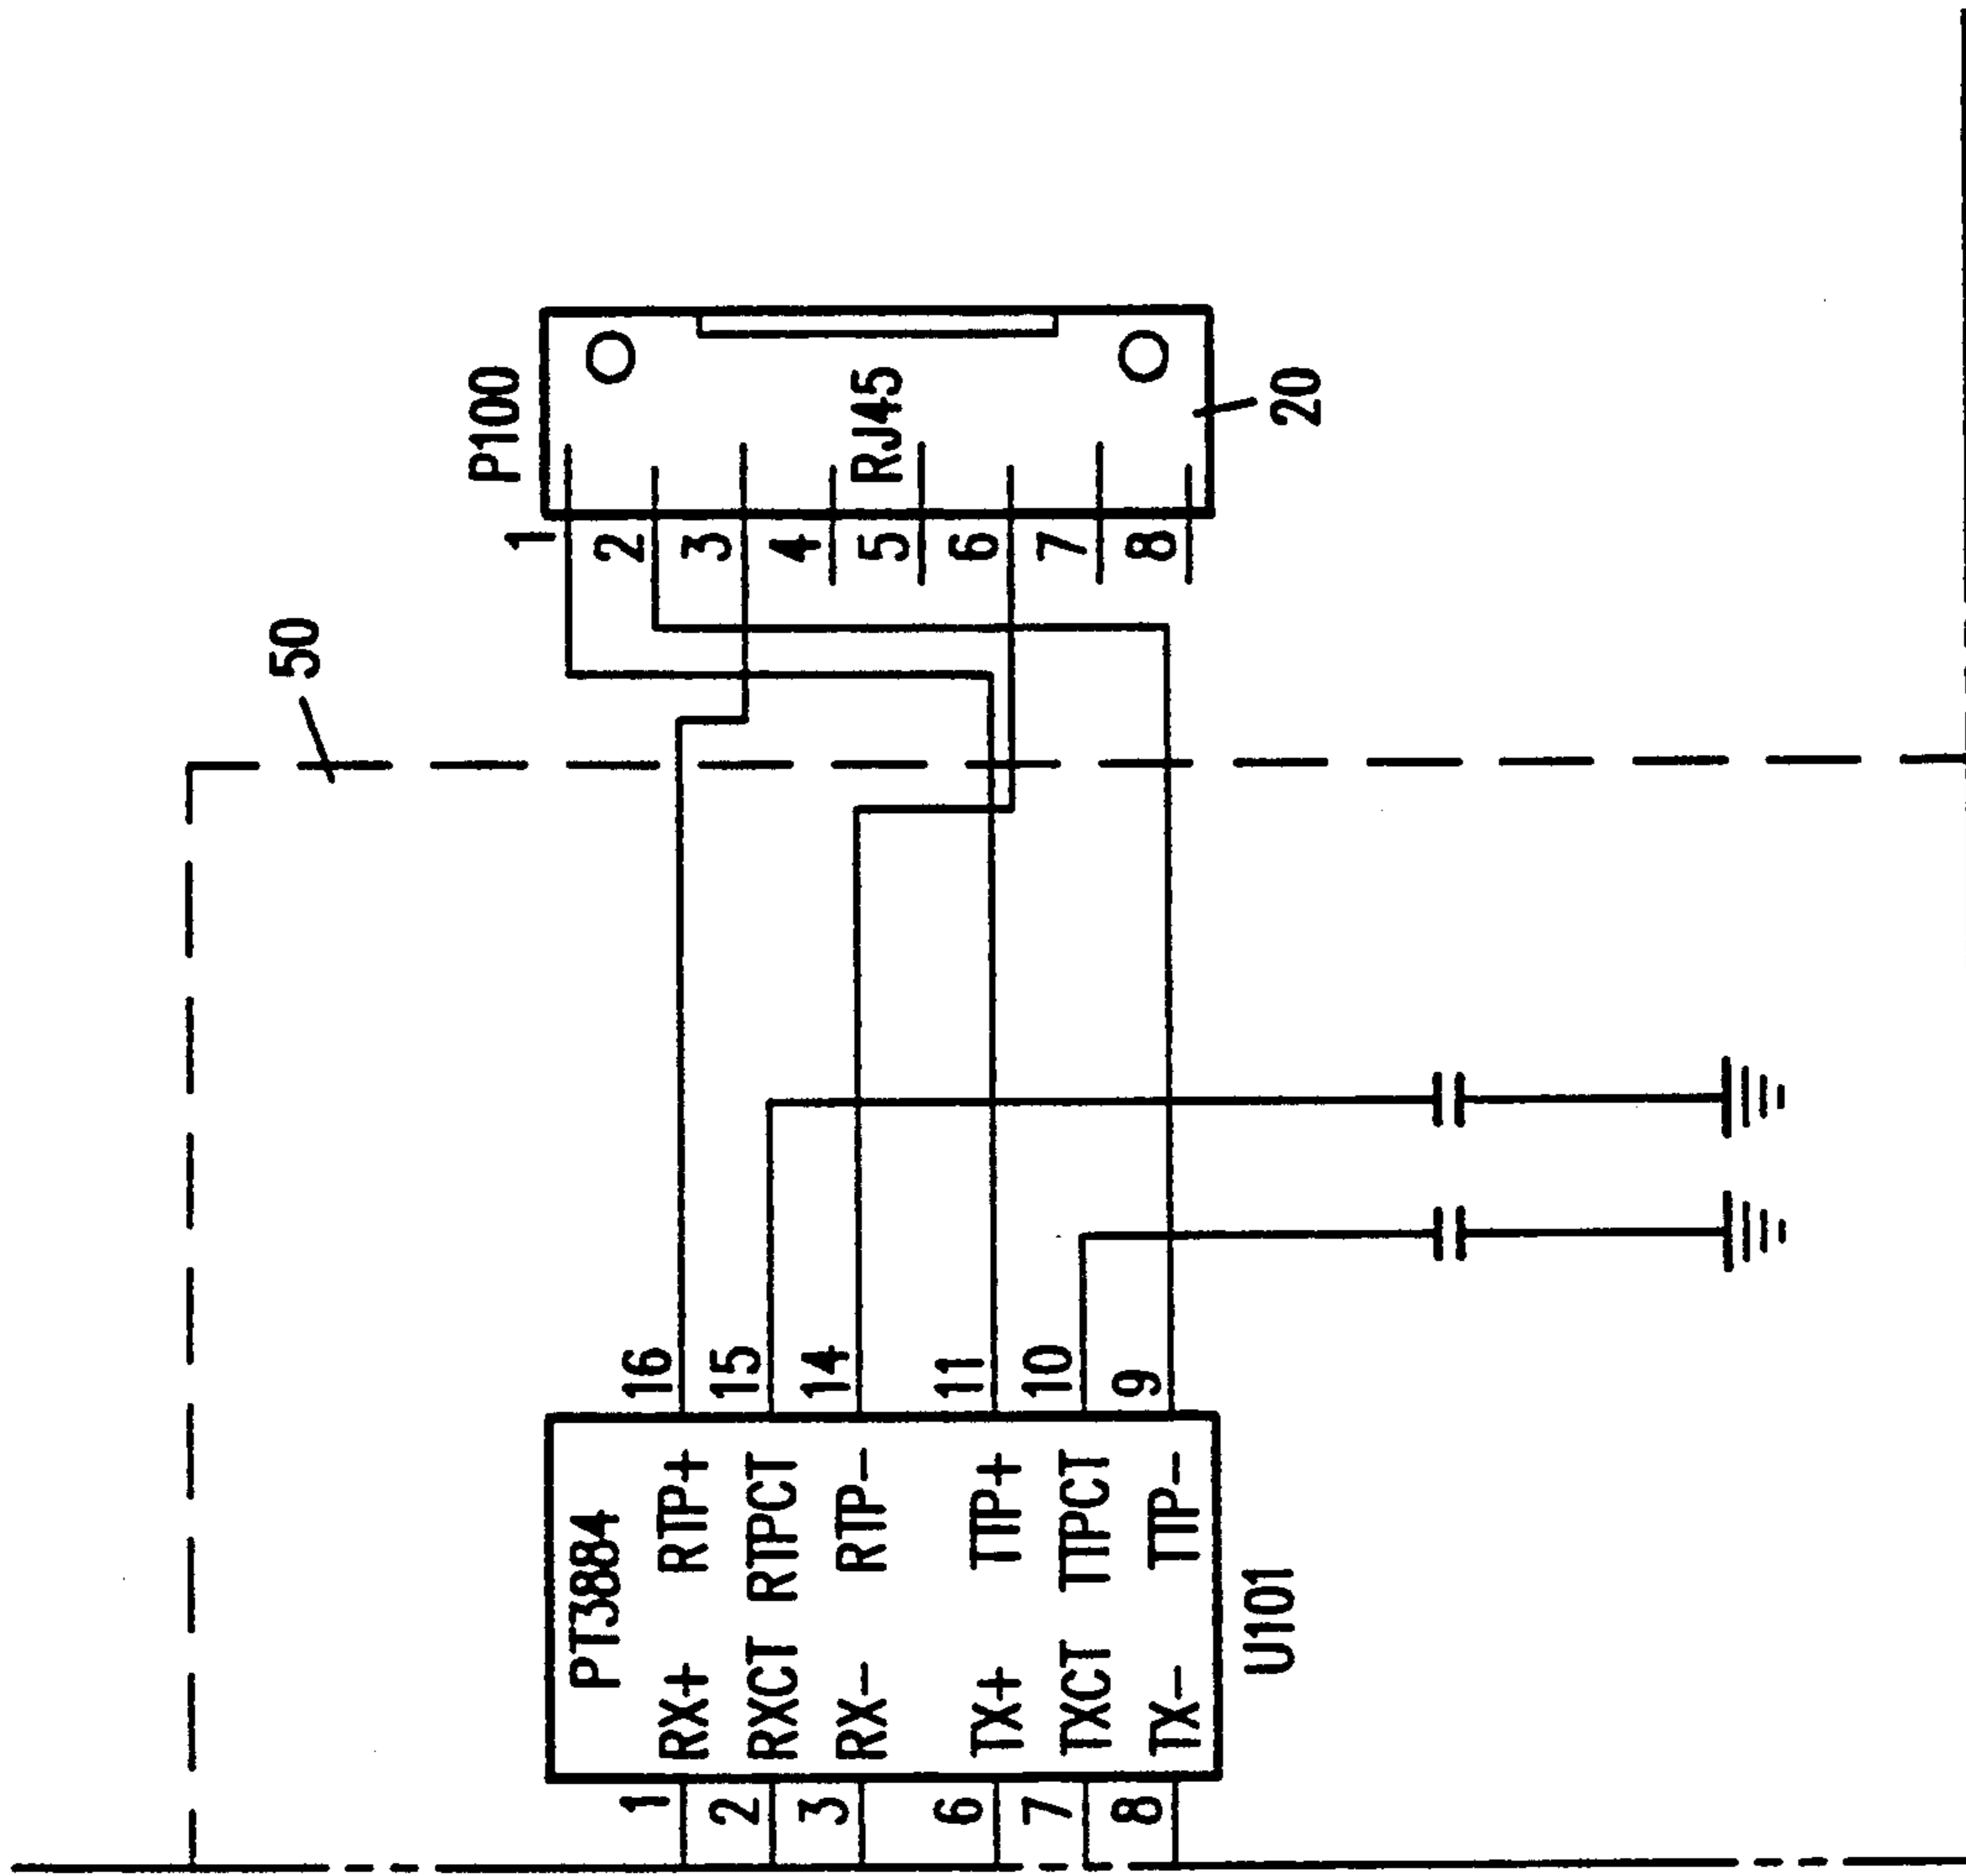 50
P100
1
2
3
4
5
6
7
8
RJ45
20
PT3884
RX+ RTP+
RXCT RTPCT
RX- RTP-
TX+ TTP+
TXCT TTPCT
TX- TTP-
1
2
3
6
7
8
16
15
14
11
10
9
U101